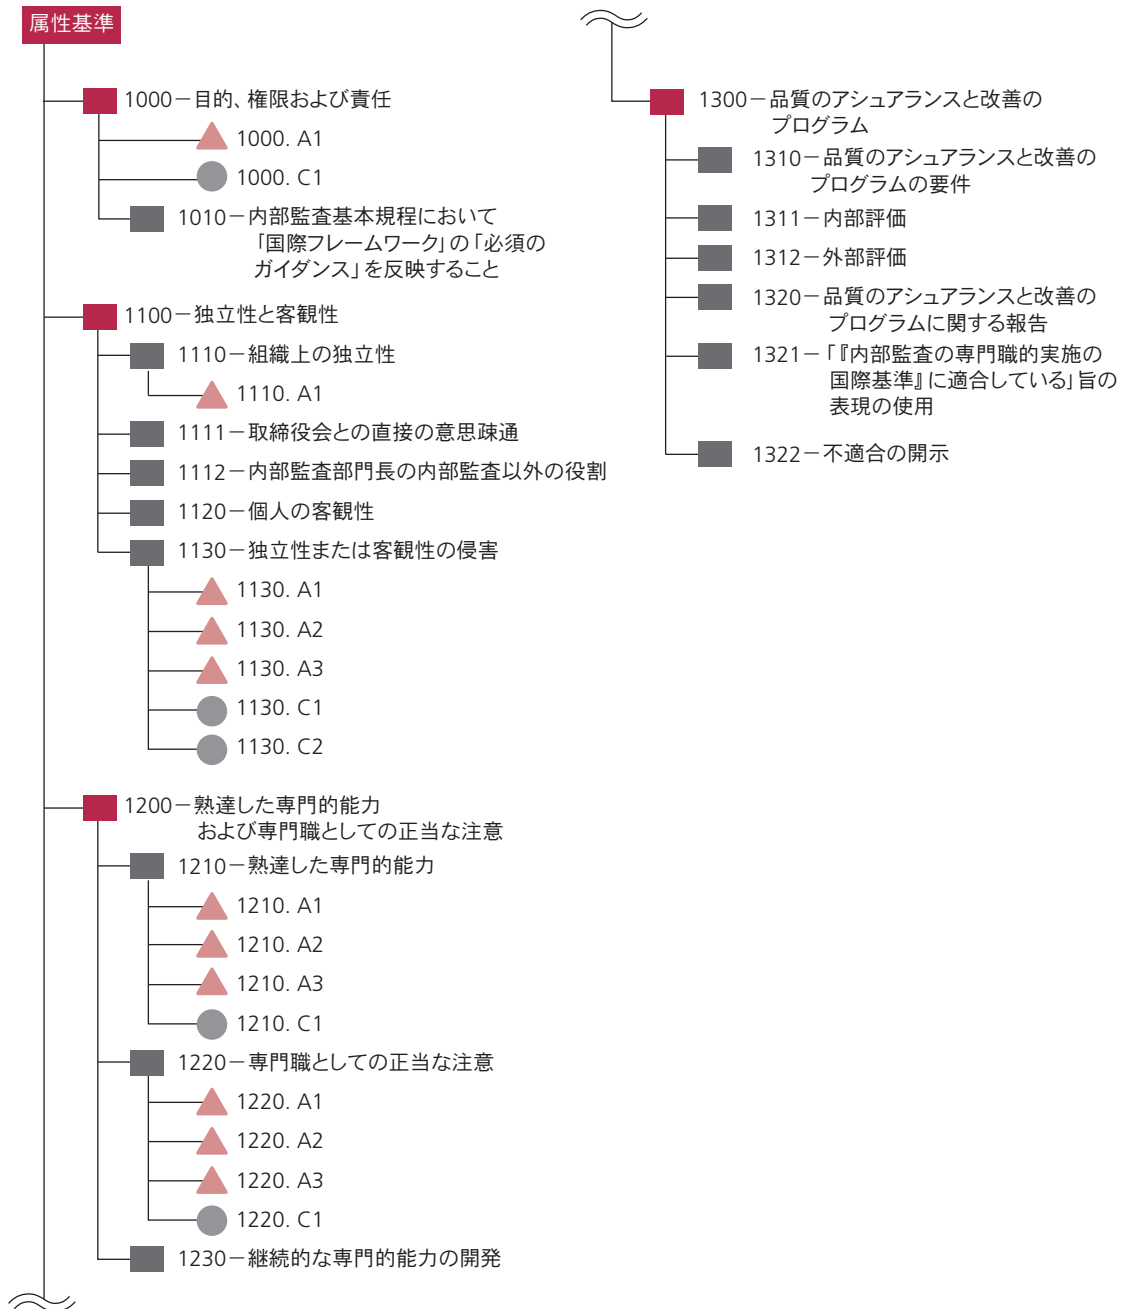 属性基準
1000－目的、権限および責任
1000. A1
1000. C1
1010－内部監査基本規程において
「国際フレームワーク」の「必須の
ガイダンス」を反映すること
1100－独立性と客観性
1110－組織上の独立性
1110. A1
1111－取締役会との直接の意思疎通
1112－内部監査部門長の内部監査以外の役割
1120－個人の客観性
1130－独立性または客観性の侵害
1130. A1
1130. A2
1130. A3
1130. C1
1130. C2
1200－熟達した専門的能力
および専門職としての正当な注意
1210－熟達した専門的能力
1210. A1
1210. A2
1210. A3
1210. C1
1220－専門職としての正当な注意
1220. A1
1220. A2
1220. A3
1220. C1
1230－継続的な専門的能力の開発
1300－品質のアシュアランスと改善の
プログラム
1310－品質のアシュアランスと改善の
プログラムの要件
1311－内部評価
1312－外部評価
1320－品質のアシュアランスと改善の
プログラムに関する報告
1321－「『内部監査の専門職的実施の
国際基準』に適合している」旨の
表現の使用
1322－不適合の開示